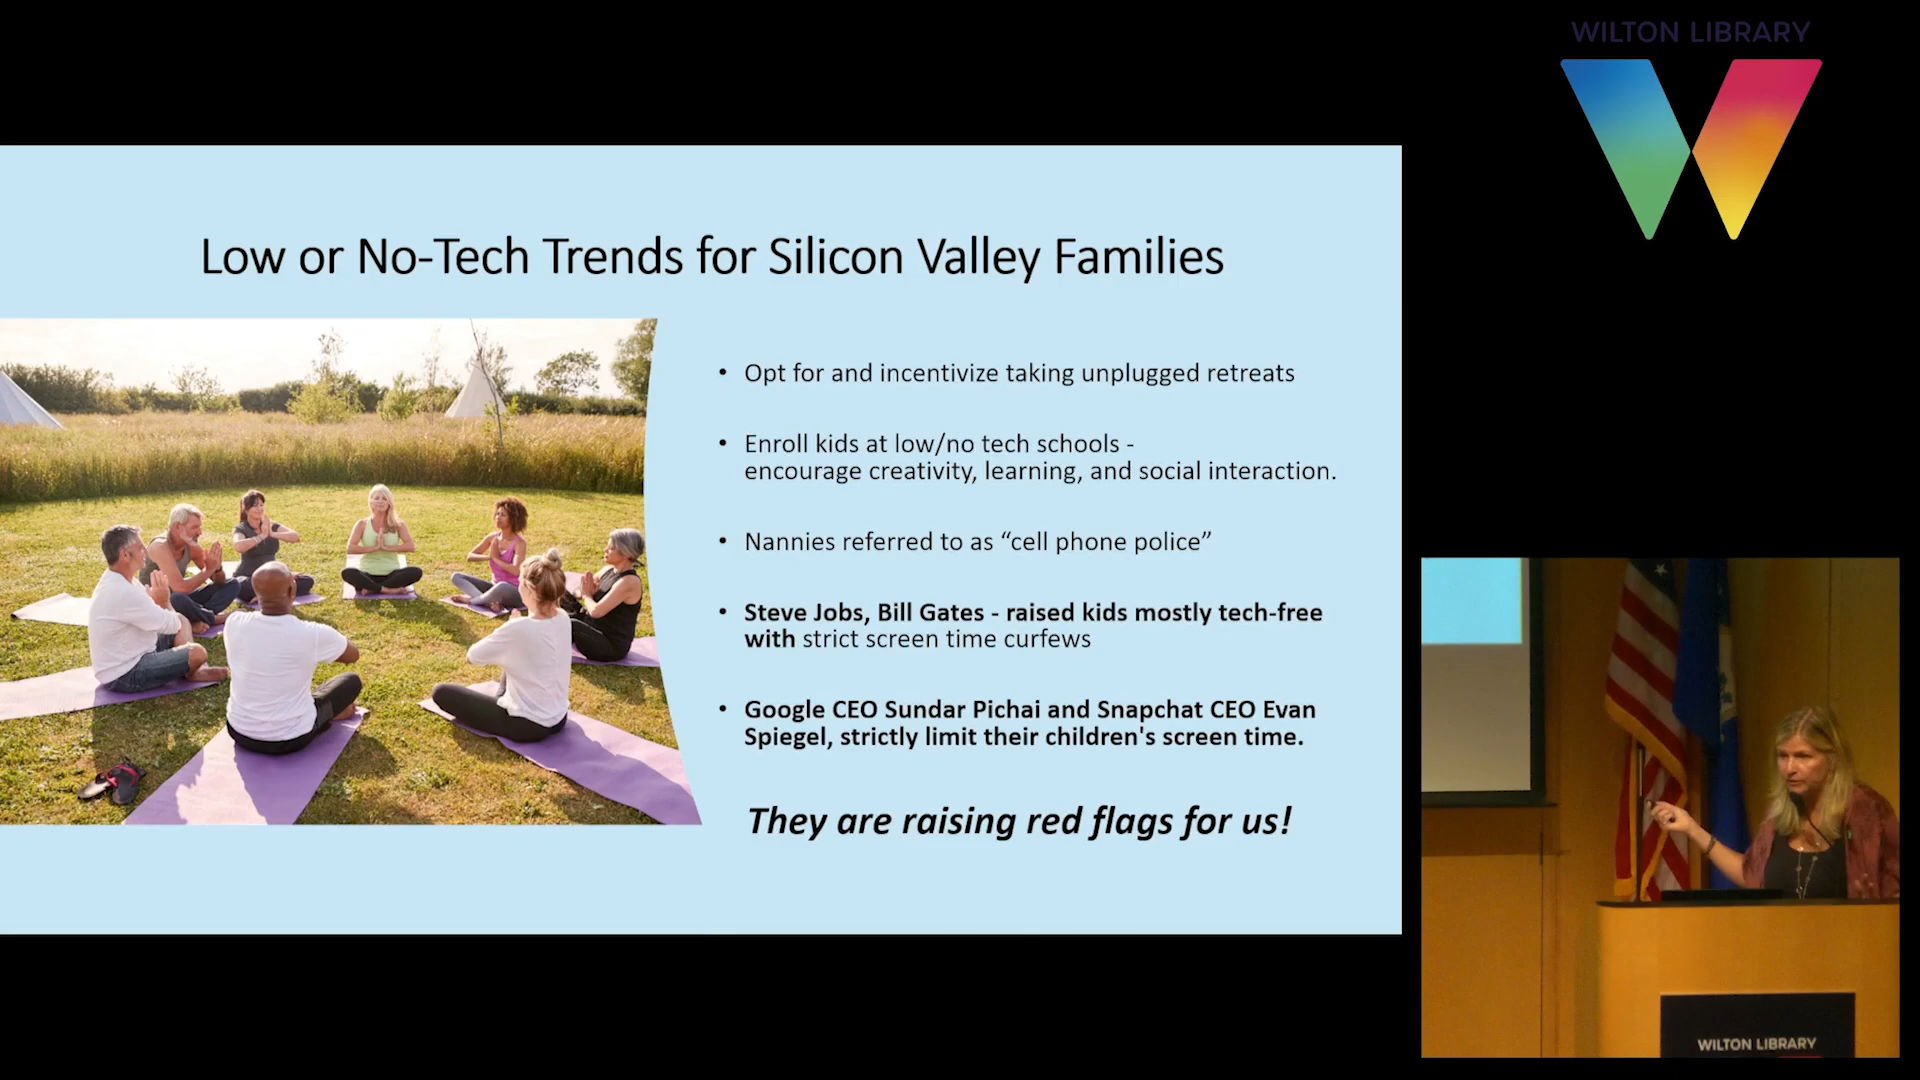 WILTON LIBRARY
Low or No-Tech Trends for Silicon Valley Families
• Opt for and incentivize taking unplugged retreats
• Enroll kids at low/no tech schools -
encourage creativity, learning, and social interaction.
• Nannies referred to as “cell phone police”
• Steve Jobs, Bill Gates - raised kids mostly tech-free
with strict screen time curfews
• Google CEO Sundar Pichai and Snapchat CEO Evan
Spiegel, strictly limit their children's screen time.
They are raising red flags for us!
WILTON LIBRARY